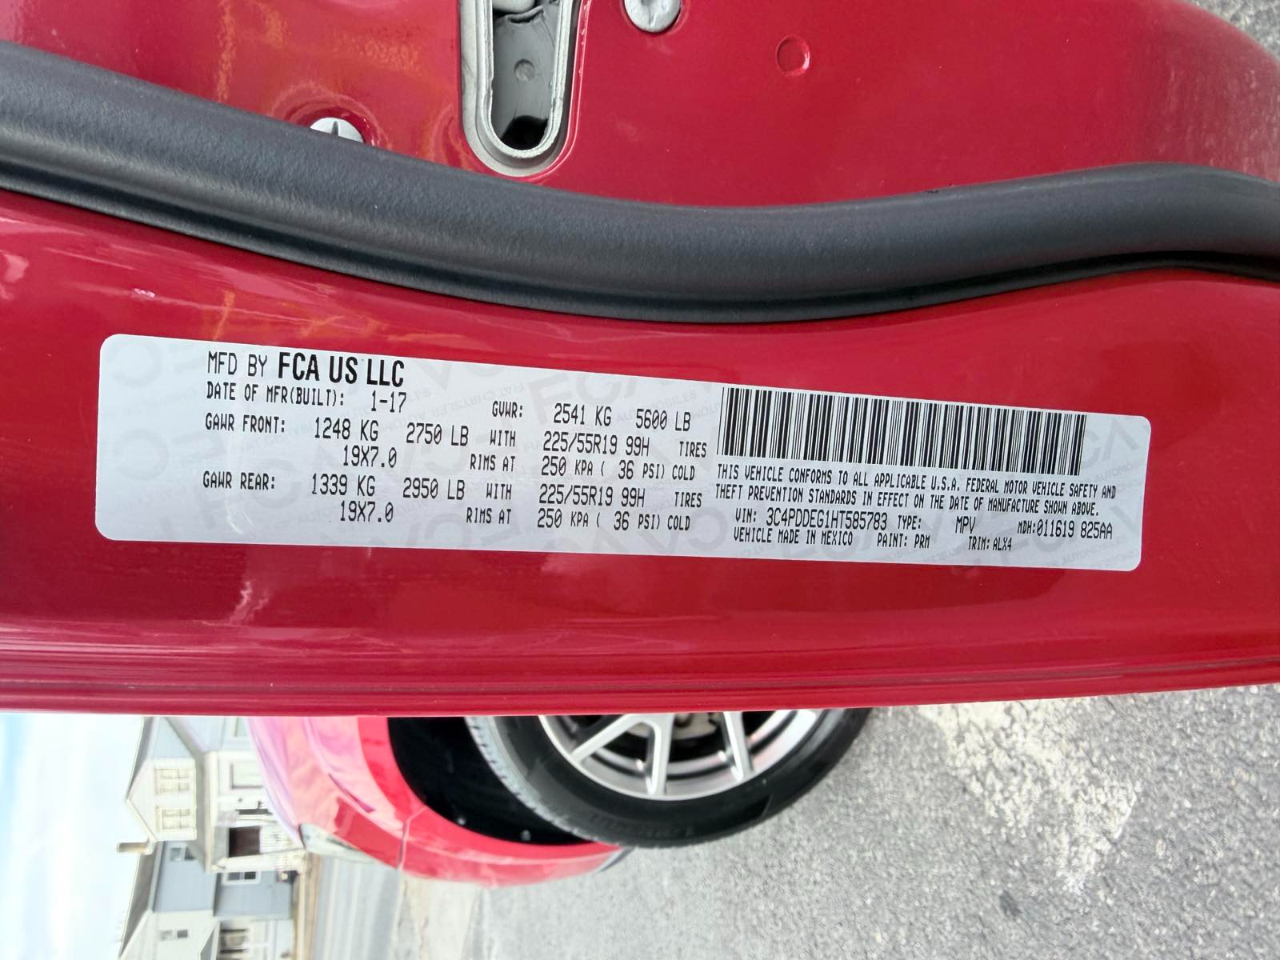 MFD BY FCA US LLC
DATE OF MFR(BUILT): 1-17 GVWR: 2541 KG 5600 LB
GAWR FRONT: 1248 KG 2750 LB WITH 225/55R19 99H TIRES
19X7.0 RIMS AT 250 KPA ( 36 PSI) COLD
GAWR REAR: 1339 KG 2950 LB WITH 225/55R19 99H TIRES
19X7.0 RIMS AT 250 KPA ( 36 PSI) COLD
THIS VEHICLE CONFORMS TO ALL APPLICABLE U.S.A. FEDERAL MOTOR VEHICLE SAFETY AND
THEFT PREVENTION STANDARDS IN EFFECT ON THE DATE OF MANUFACTURE SHOWN ABOVE.
VIN: 3C4PDDEG1HT585783 TYPE: MPV MDH: 011619 825AA
VEHICLE MADE IN MEXICO PAINT: PRM TRIM: ALX4